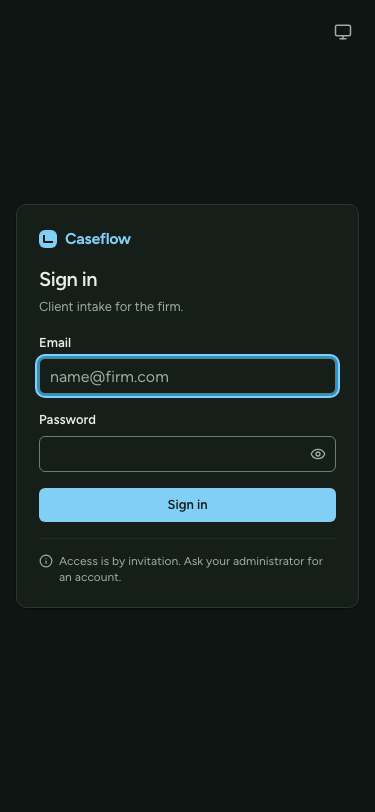 Caseflow
Sign in
Client intake for the firm.
Email
name@firm.com
Password
Sign in
Access is by invitation. Ask your administrator for
an account.